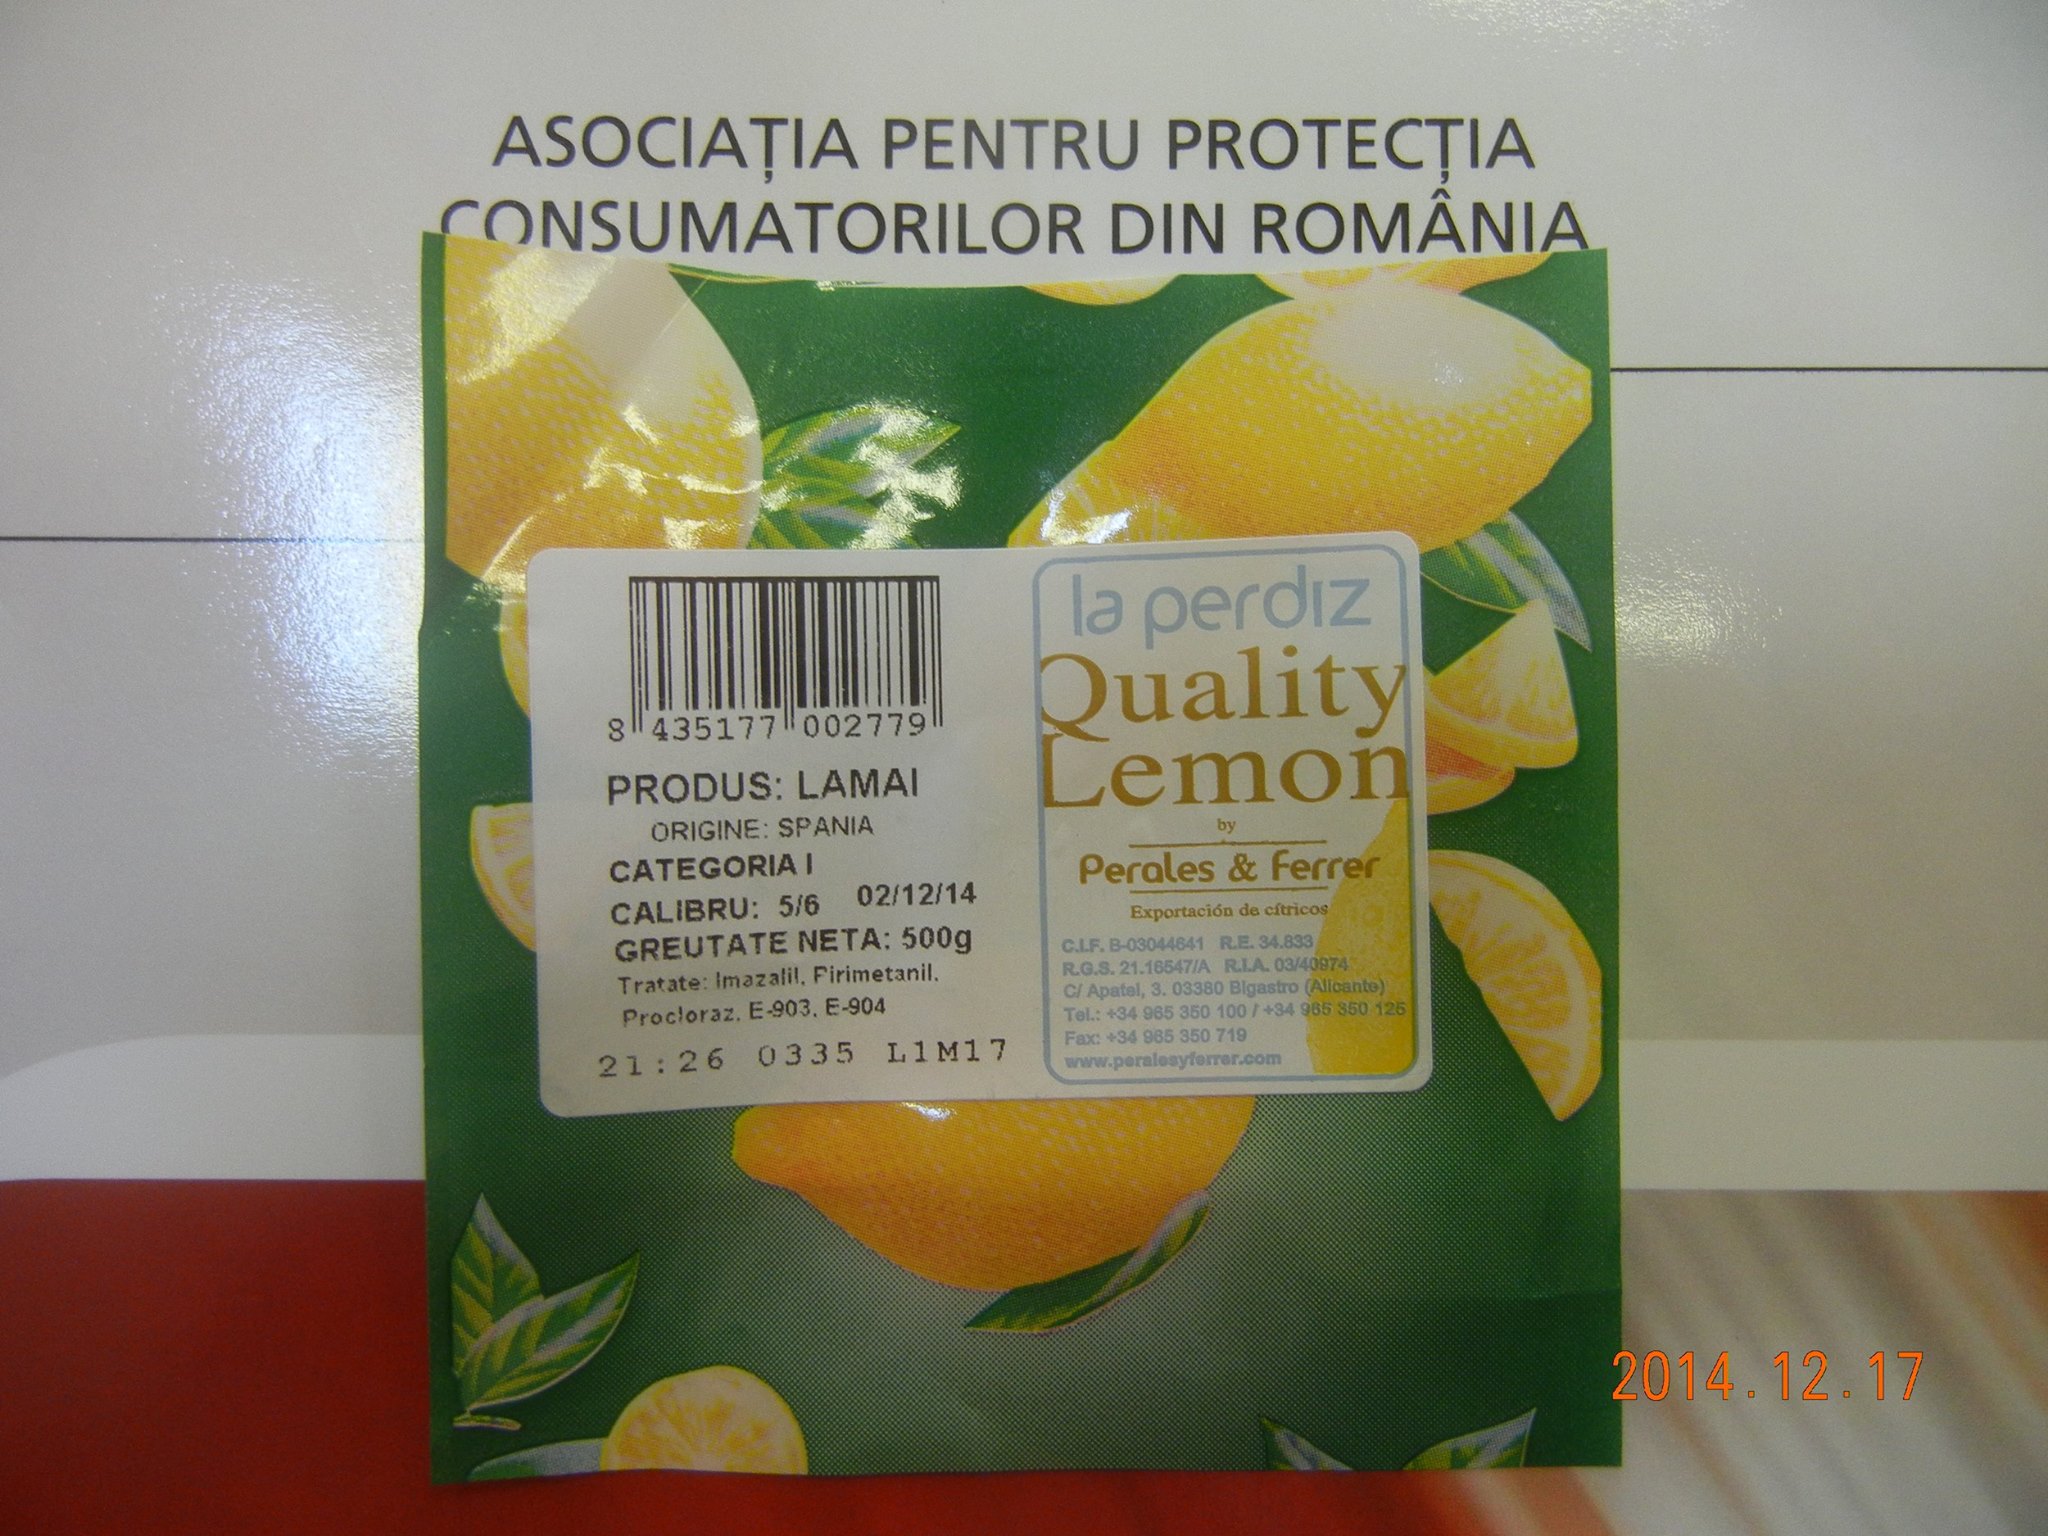 ASOCIAȚIA PENTRU PROTECȚIA
CONSUMATORILOR DIN ROMÂNIA
8 435177 002779
PRODUS: LAMAI
ORIGINE: SPANIA
CATEGORIA I
CALIBRU: 5/6 02/12/14
GREUTATE NETA: 500g
Tratate: Imazalil, Pirimetanil,
Procloraz, E-903, E-904
21:26 0335 L1M17
la perdiz
Quality
Lemon
by
Perales & Ferrer
Exportación de cítricos
C.I.F. B-03044641 R.E. 34.833
R.G.S. 21.16547/A R.I.A. 03/40974
C/ Apatel, 3. 03380 Bigastro (Alicante)
Tel.: +34 965 350 100 / +34 965 350 125
Fax: +34 965 350 719
www.peralesyferrer.com
2014.12.17